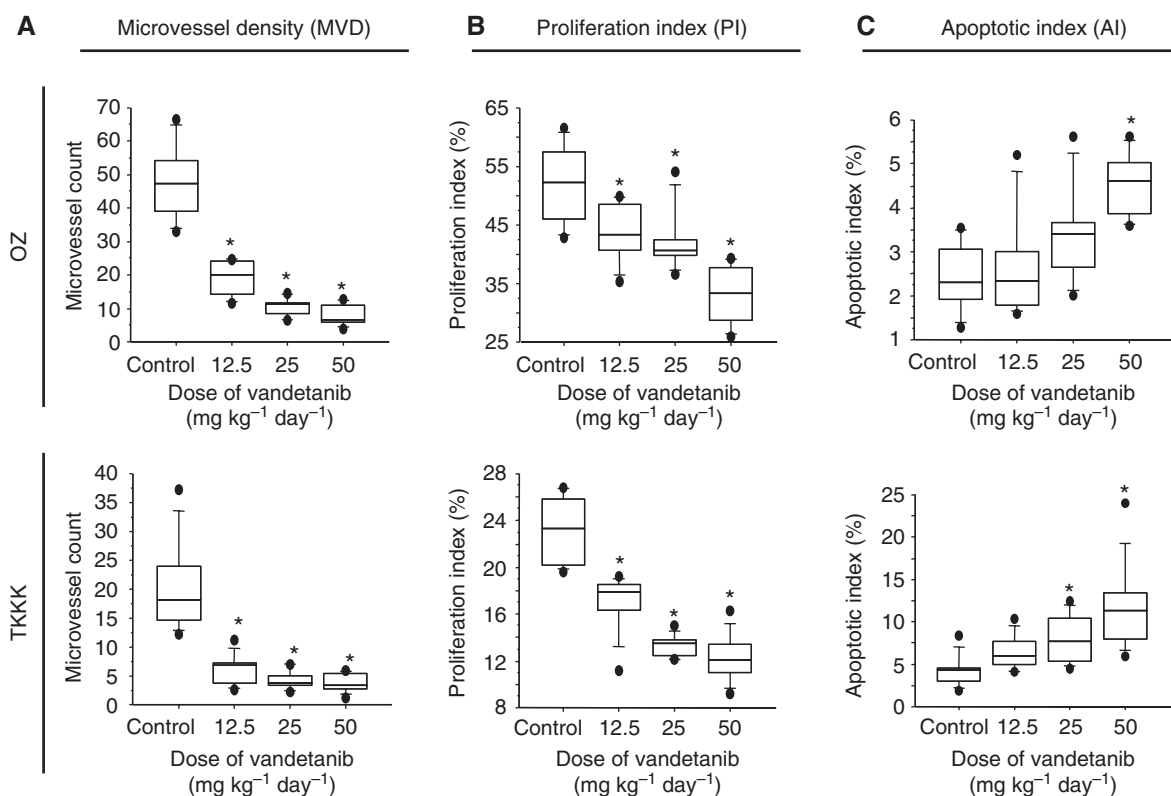 A Microvessel density (MVD)
B Proliferation index (PI)
C Apoptotic index (AI)
OZ
Microvessel count
70
60
50
40
30
20
10
0
*
*
*
Control 12.5 25 50
Dose of vandetanib
(mg kg⁻¹ day⁻¹)
Proliferation index (%)
65
55
45
35
25
*
*
*
Control 12.5 25 50
Dose of vandetanib
(mg kg⁻¹ day⁻¹)
Apoptotic index (%)
6
5
4
3
2
1
*
Control 12.5 25 50
Dose of vandetanib
(mg kg⁻¹ day⁻¹)
TKKK
Microvessel count
40
35
30
25
20
15
10
5
0
*
*
*
Control 12.5 25 50
Dose of vandetanib
(mg kg⁻¹ day⁻¹)
Proliferation index (%)
28
24
20
16
12
8
*
*
*
Control 12.5 25 50
Dose of vandetanib
(mg kg⁻¹ day⁻¹)
Apoptotic index (%)
25
20
15
10
5
0
*
*
Control 12.5 25 50
Dose of vandetanib
(mg kg⁻¹ day⁻¹)